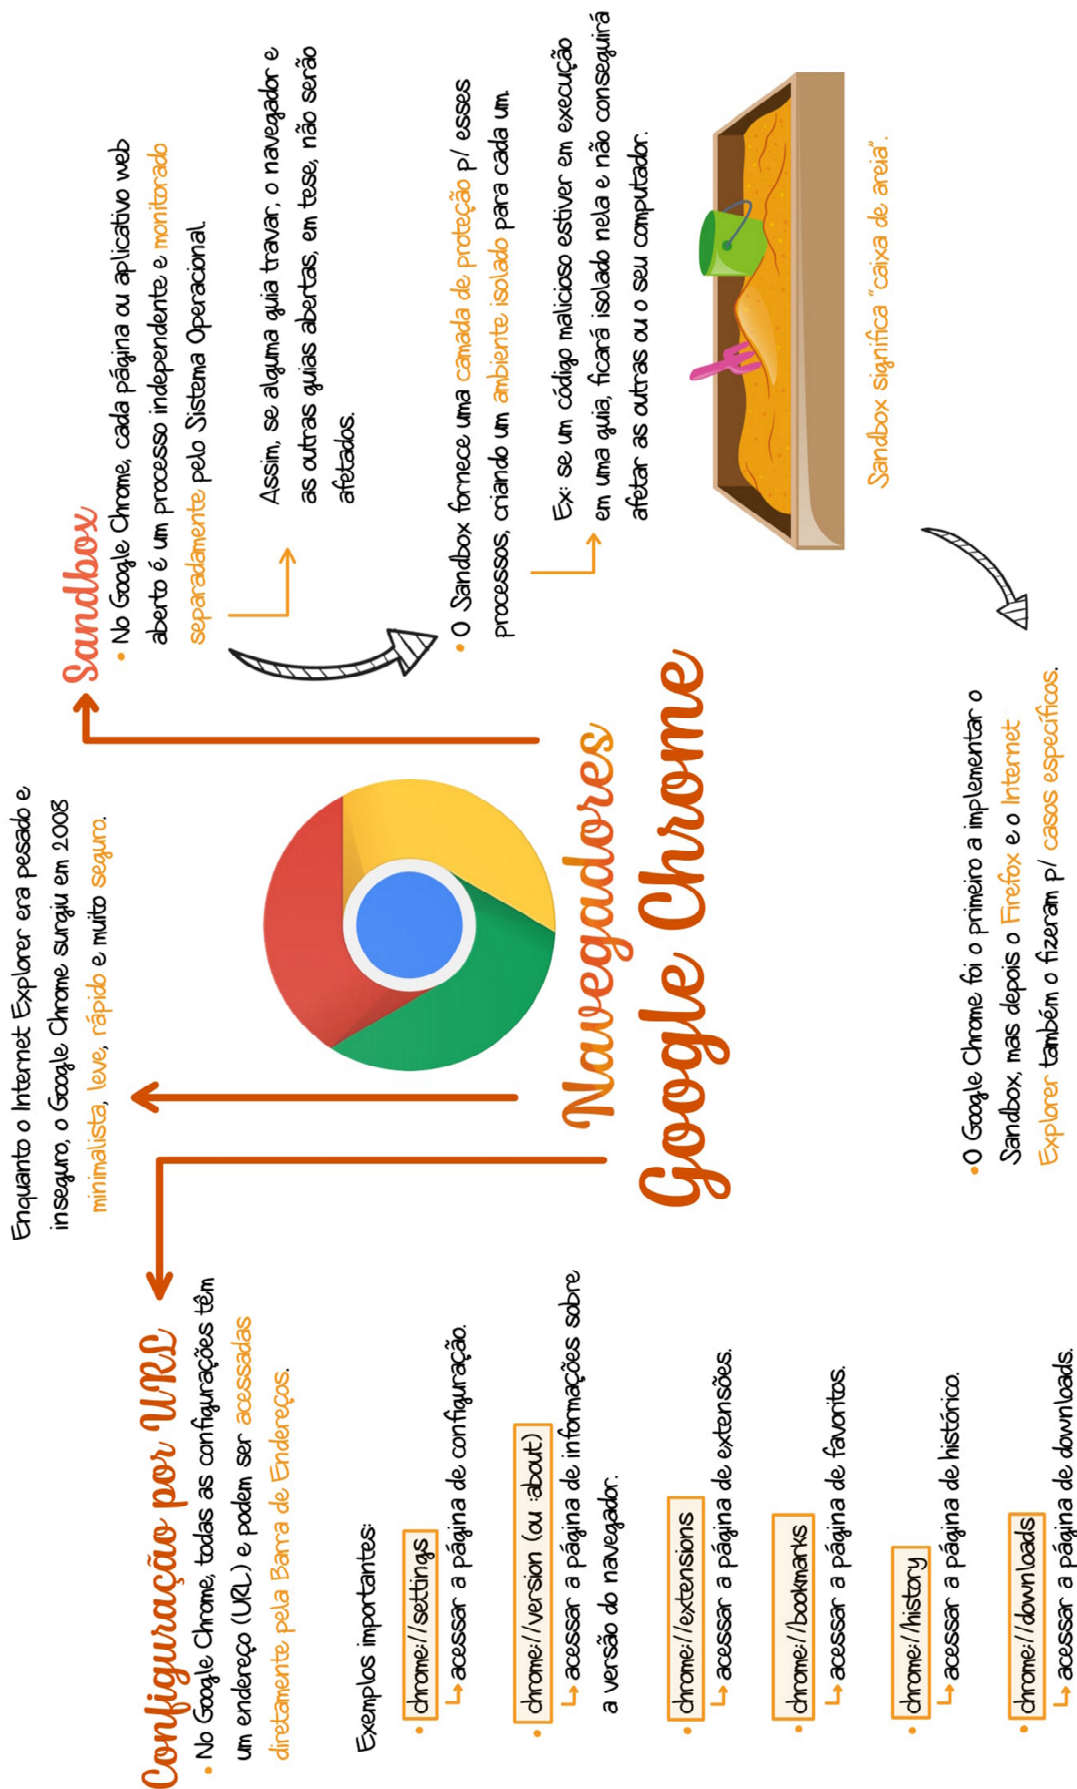 Navegadores
Google Chrome
Enquanto o Internet Explorer era pesado e
inseguro, o Google Chrome surgiu em 2008
minimalista, leve, rápido e muito seguro.
Configuração por URL
• No Google Chrome, todas as configurações têm
um endereço (URL) e podem ser acessadas
diretamente pela Barra de Endereços.
Exemplos importantes:
• chrome://settings
acessar a página de configuração.
• chrome://version (ou :about)
acessar a página de informações sobre
a versão do navegador.
• chrome://extensions
acessar a página de extensões.
• chrome://bookmarks
acessar a página de favoritos.
• chrome://history
acessar a página de histórico.
• chrome://downloads
acessar a página de downloads.
Sandbox
• No Google Chrome, cada página ou aplicativo web
aberto é um processo independente e monitorado
separadamente pelo Sistema Operacional.
Assim, se alguma guia travar, o navegador e
as outras guias abertas, em tese, não serão
afetados.
• O Sandbox fornece uma camada de proteção p/ esses
processos, criando um ambiente isolado para cada um.
Ex: se um código malicioso estiver em execução
em uma guia, ficará isolado nela e não conseguirá
afetar as outras ou o seu computador.
Sandbox significa "caixa de areia".
• O Google Chrome foi o primeiro a implementar o
Sandbox, mas depois o Firefox e o Internet
Explorer também o fizeram p/ casos específicos.